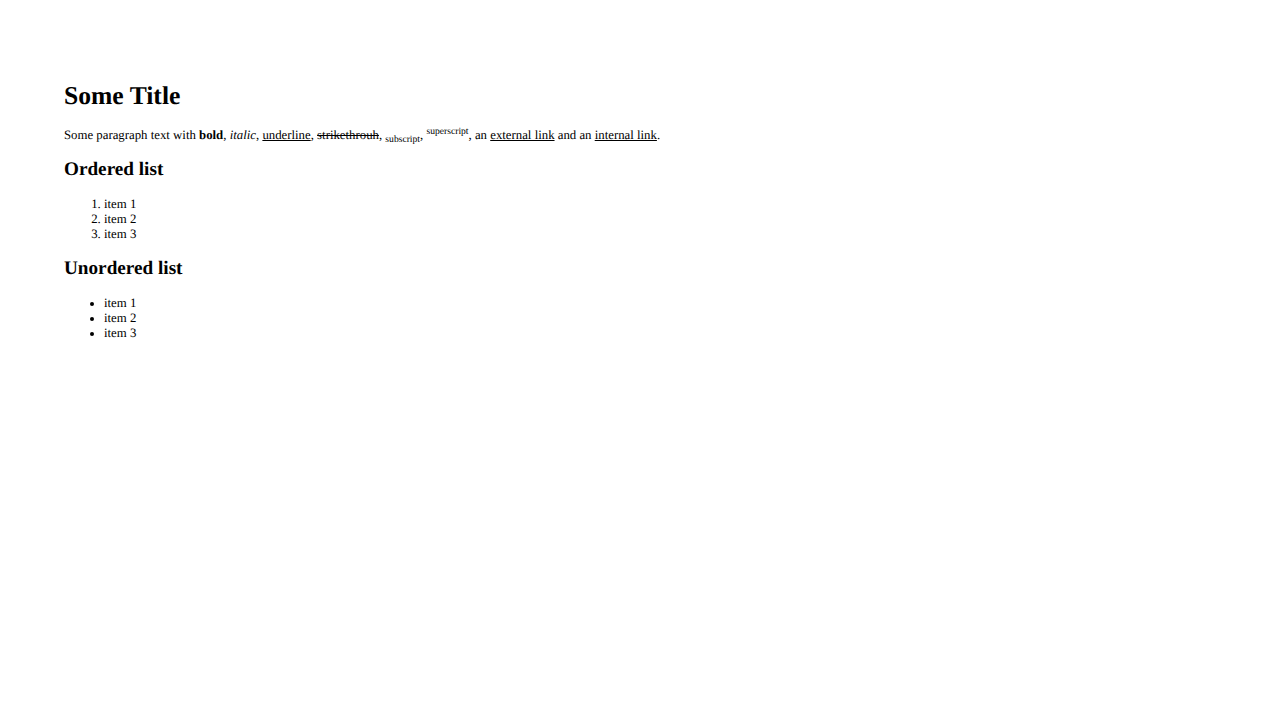 Some Title
Some paragraph text with bold, italic, underline, strikethrouh, subscript, superscript, an external link and an internal link.
Ordered list
1. item 1
2. item 2
3. item 3
Unordered list
• item 1
• item 2
• item 3